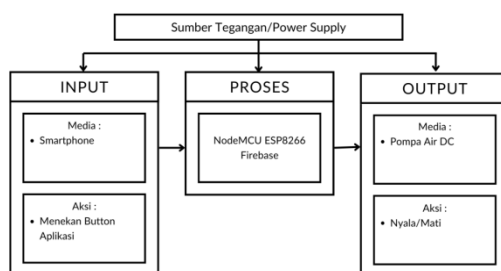 Sumber Tegangan/Power Supply
INPUT
Media :
• Smartphone
Aksi :
• Menekan Button
Aplikasi
PROSES
NodeMCU ESP8266
Firebase
OUTPUT
Media :
• Pompa Air DC
Aksi :
• Nyala/Mati